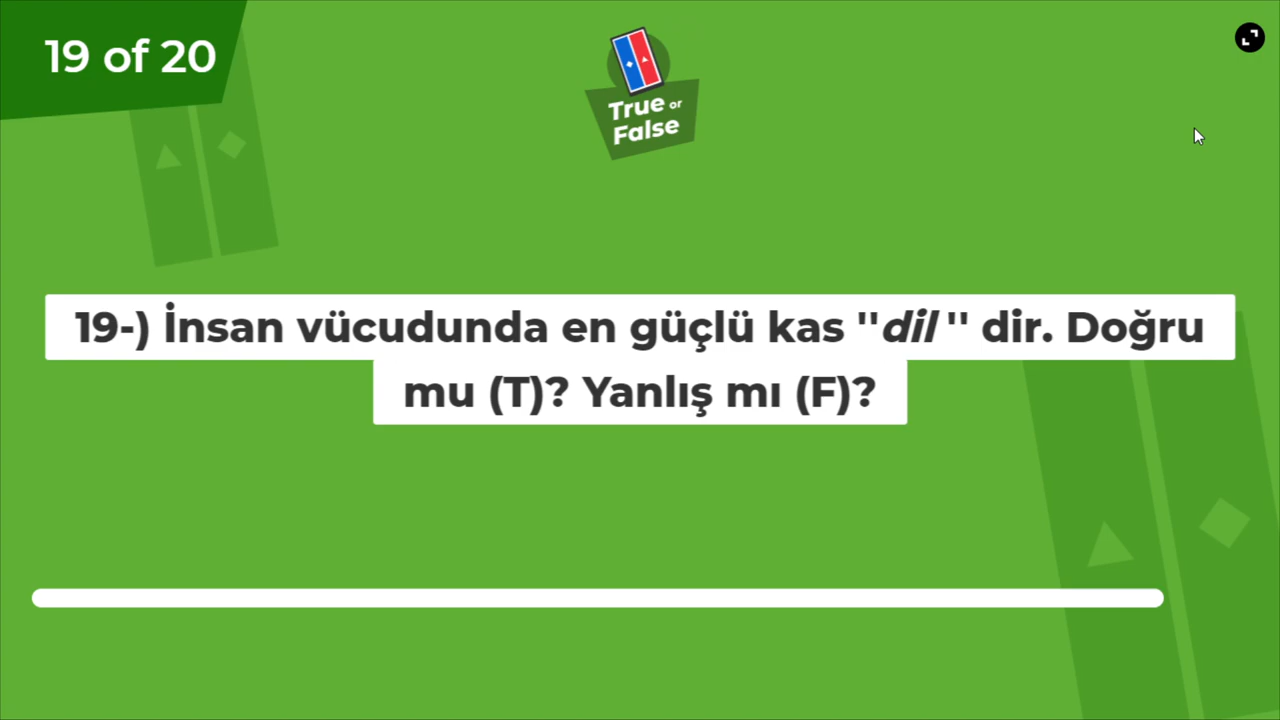 19 of 20
True or
False
19-) İnsan vücudunda en güçlü kas ''dil '' dir. Doğru
mu (T)? Yanlış mı (F)?